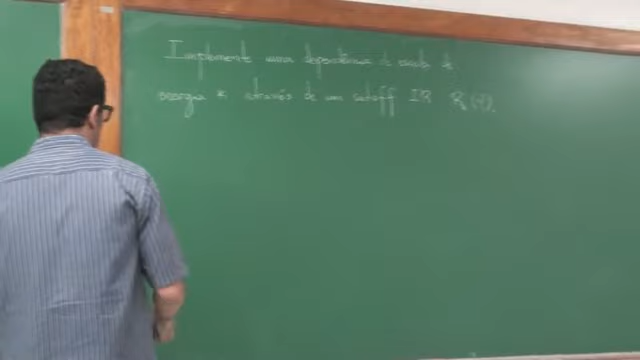 Implemente uma dependência de escala de
energia * através de um cutoff IR R